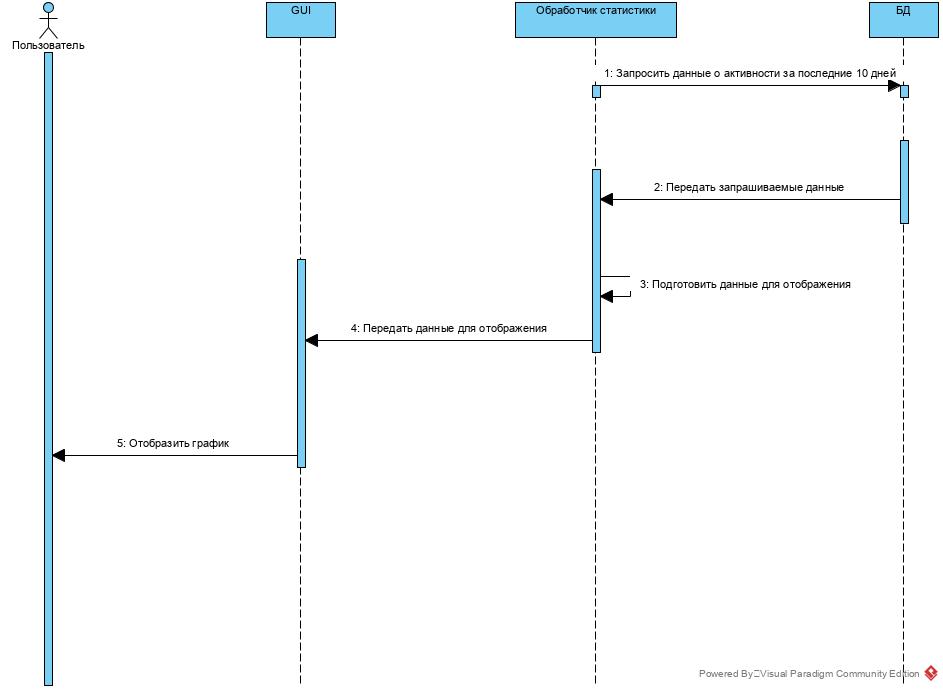 GUI
Обработчик статистики
БД
Пользователь
1: Запросить данные о активности за последние 10 дней
2: Передать запрашиваемые данные
3: Подготовить данные для отображения
4: Передать данные для отображения
5: Отобразить график
Powered By Visual Paradigm Community Edition